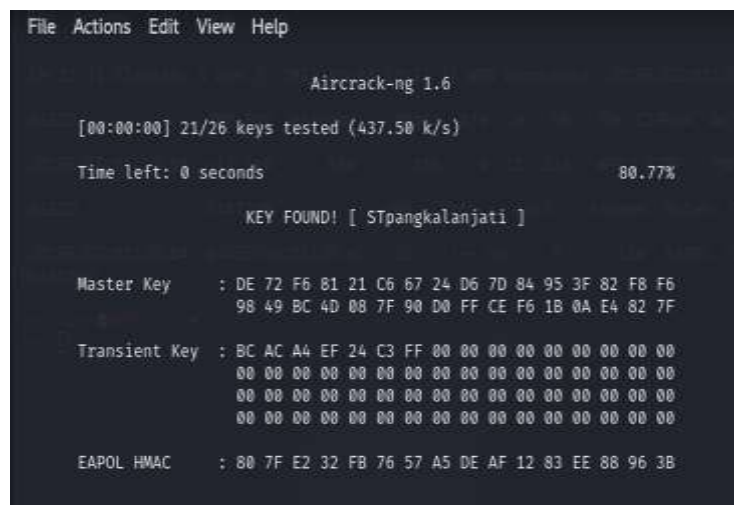 File Actions Edit View Help
Aircrack-ng 1.6
[00:00:00] 21/26 keys tested (437.50 k/s)
Time left: 0 seconds 80.77%
KEY FOUND! [ STpangkalanjati ]
Master Key : DE 72 F6 81 21 C6 67 24 D6 7D 84 95 3F 82 F8 F6
98 49 BC 4D 08 7F 90 D0 FF CE F6 1B 0A E4 82 7F
Transient Key : BC AC A4 EF 24 C3 FF 00 00 00 00 00 00 00 00 00
00 00 00 00 00 00 00 00 00 00 00 00 00 00 00 00
00 00 00 00 00 00 00 00 00 00 00 00 00 00 00 00
00 00 00 00 00 00 00 00 00 00 00 00 00 00 00 00
EAPOL HMAC : 80 7F E2 32 FB 76 57 A5 DE AF 12 83 EE 88 96 3B